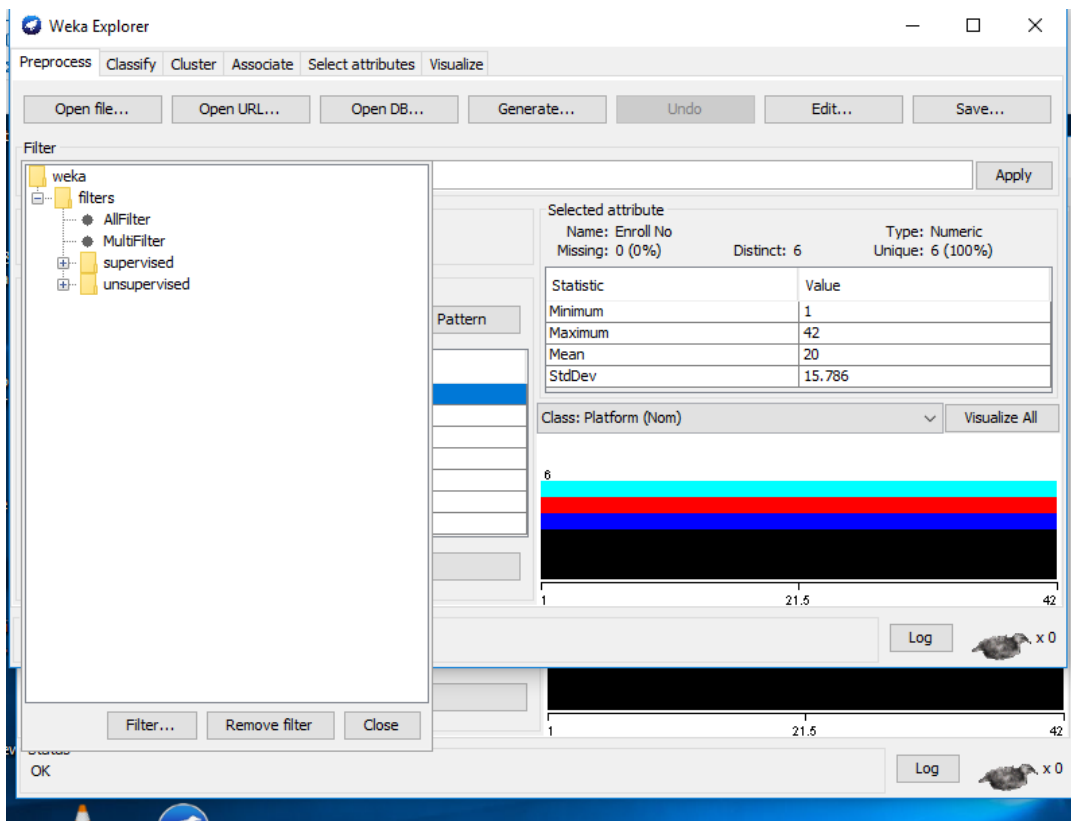 Weka Explorer
Preprocess Classify Cluster Associate Select attributes Visualize
Open file... Open URL... Open DB... Generate... Undo Edit... Save...
Filter
weka
filters
AllFilter
MultiFilter
supervised
unsupervised
Filter... Remove filter Close
Apply
Pattern
Selected attribute
Name: Enroll No Type: Numeric
Missing: 0 (0%) Distinct: 6 Unique: 6 (100%)
Statistic Value
Minimum 1
Maximum 42
Mean 20
StdDev 15.786
Class: Platform (Nom) Visualize All
6
1 21.5 42
Log x 0
1 21.5 42
Status
OK
Log x 0